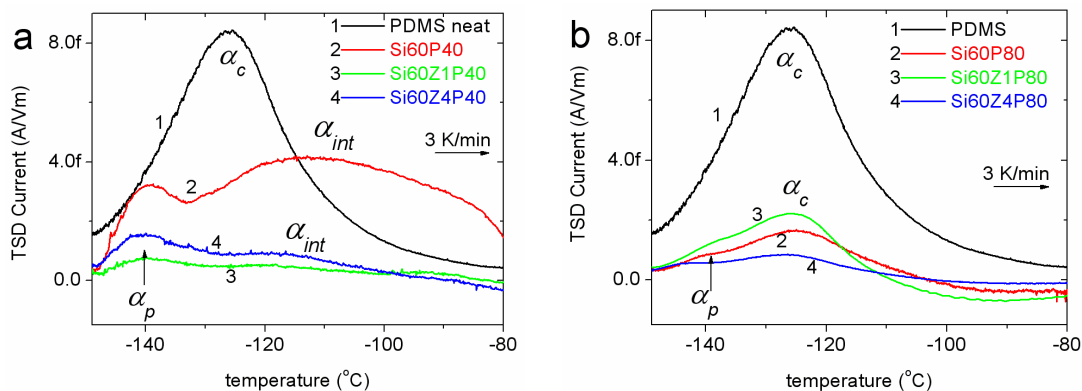 a
1 PDMS neat
2 Si60P40
3 Si60Z1P40
4 Si60Z4P40
8.0f
4.0f
0.0
TSD Current (A/Vm)
αc
αint
3 K/min
1
2
αint
4
3
αp
-140 -120 -100 -80
temperature (°C)
b
1 PDMS
2 Si60P80
3 Si60Z1P80
4 Si60Z4P80
8.0f
4.0f
0.0
TSD Current (A/Vm)
αc
1
3 K/min
αc
3
2
4
αp
-140 -120 -100 -80
temperature (°C)